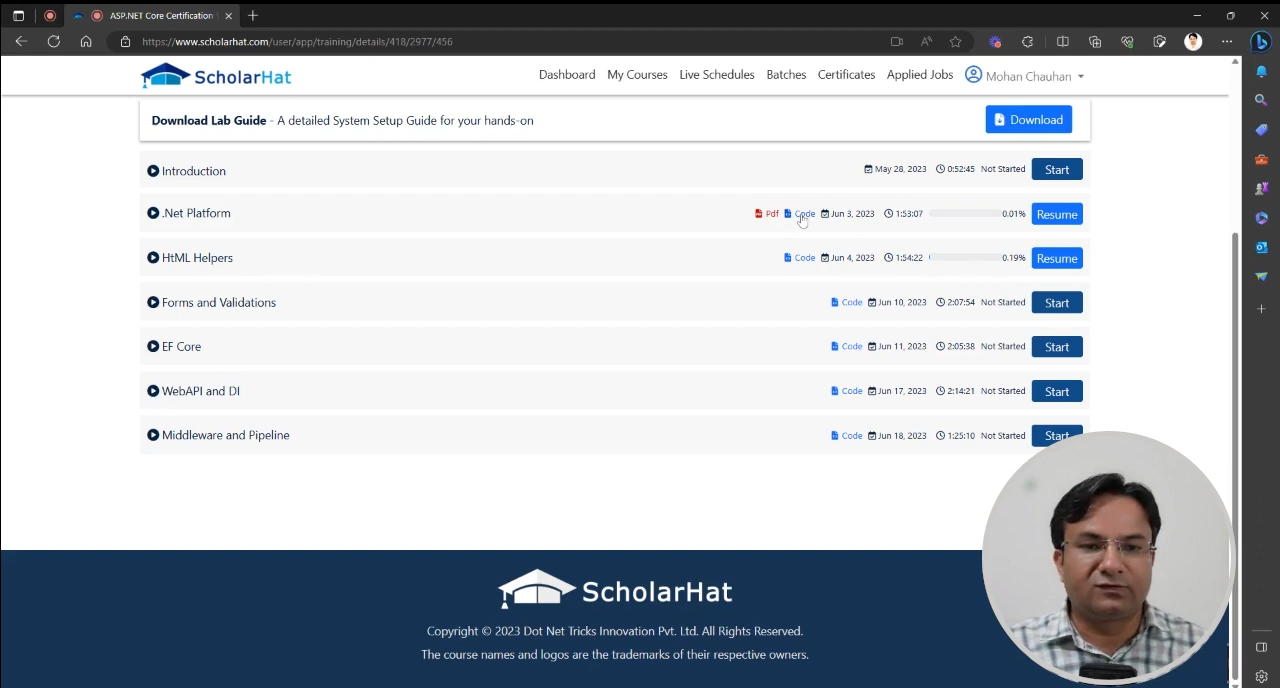 ASP.NET Core Certification
https://www.scholarhat.com/user/app/training/details/418/2977/456
ScholarHat
Dashboard My Courses Live Schedules Batches Certificates Applied Jobs Mohan Chauhan
Download Lab Guide - A detailed System Setup Guide for your hands-on Download
Introduction May 28, 2023 0:52:45 Not Started Start
.Net Platform Pdf Code Jun 3, 2023 1:53:07 0.01% Resume
HtML Helpers Code Jun 4, 2023 1:54:22 0.19% Resume
Forms and Validations Code Jun 10, 2023 2:07:54 Not Started Start
EF Core Code Jun 11, 2023 2:05:38 Not Started Start
WebAPI and DI Code Jun 17, 2023 2:14:21 Not Started Start
Middleware and Pipeline Code Jun 18, 2023 1:25:10 Not Started Start
ScholarHat
Copyright © 2023 Dot Net Tricks Innovation Pvt. Ltd. All Rights Reserved.
The course names and logos are the trademarks of their respective owners.